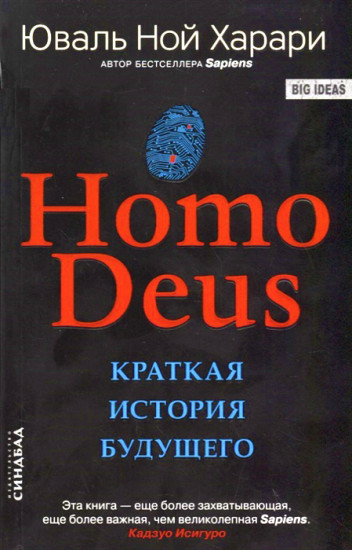 Юваль Ной Харари
АВТОР БЕСТСЕЛЛЕРА Sapiens
BIG IDEAS
Homo
Deus
КРАТКАЯ
ИСТОРИЯ
БУДУЩЕГО
ИЗДАТЕЛЬСТВО
СИНДБАД
Эта книга — еще более захватывающая,
еще более важная, чем великолепная Sapiens.
Кадзуо Исигуро